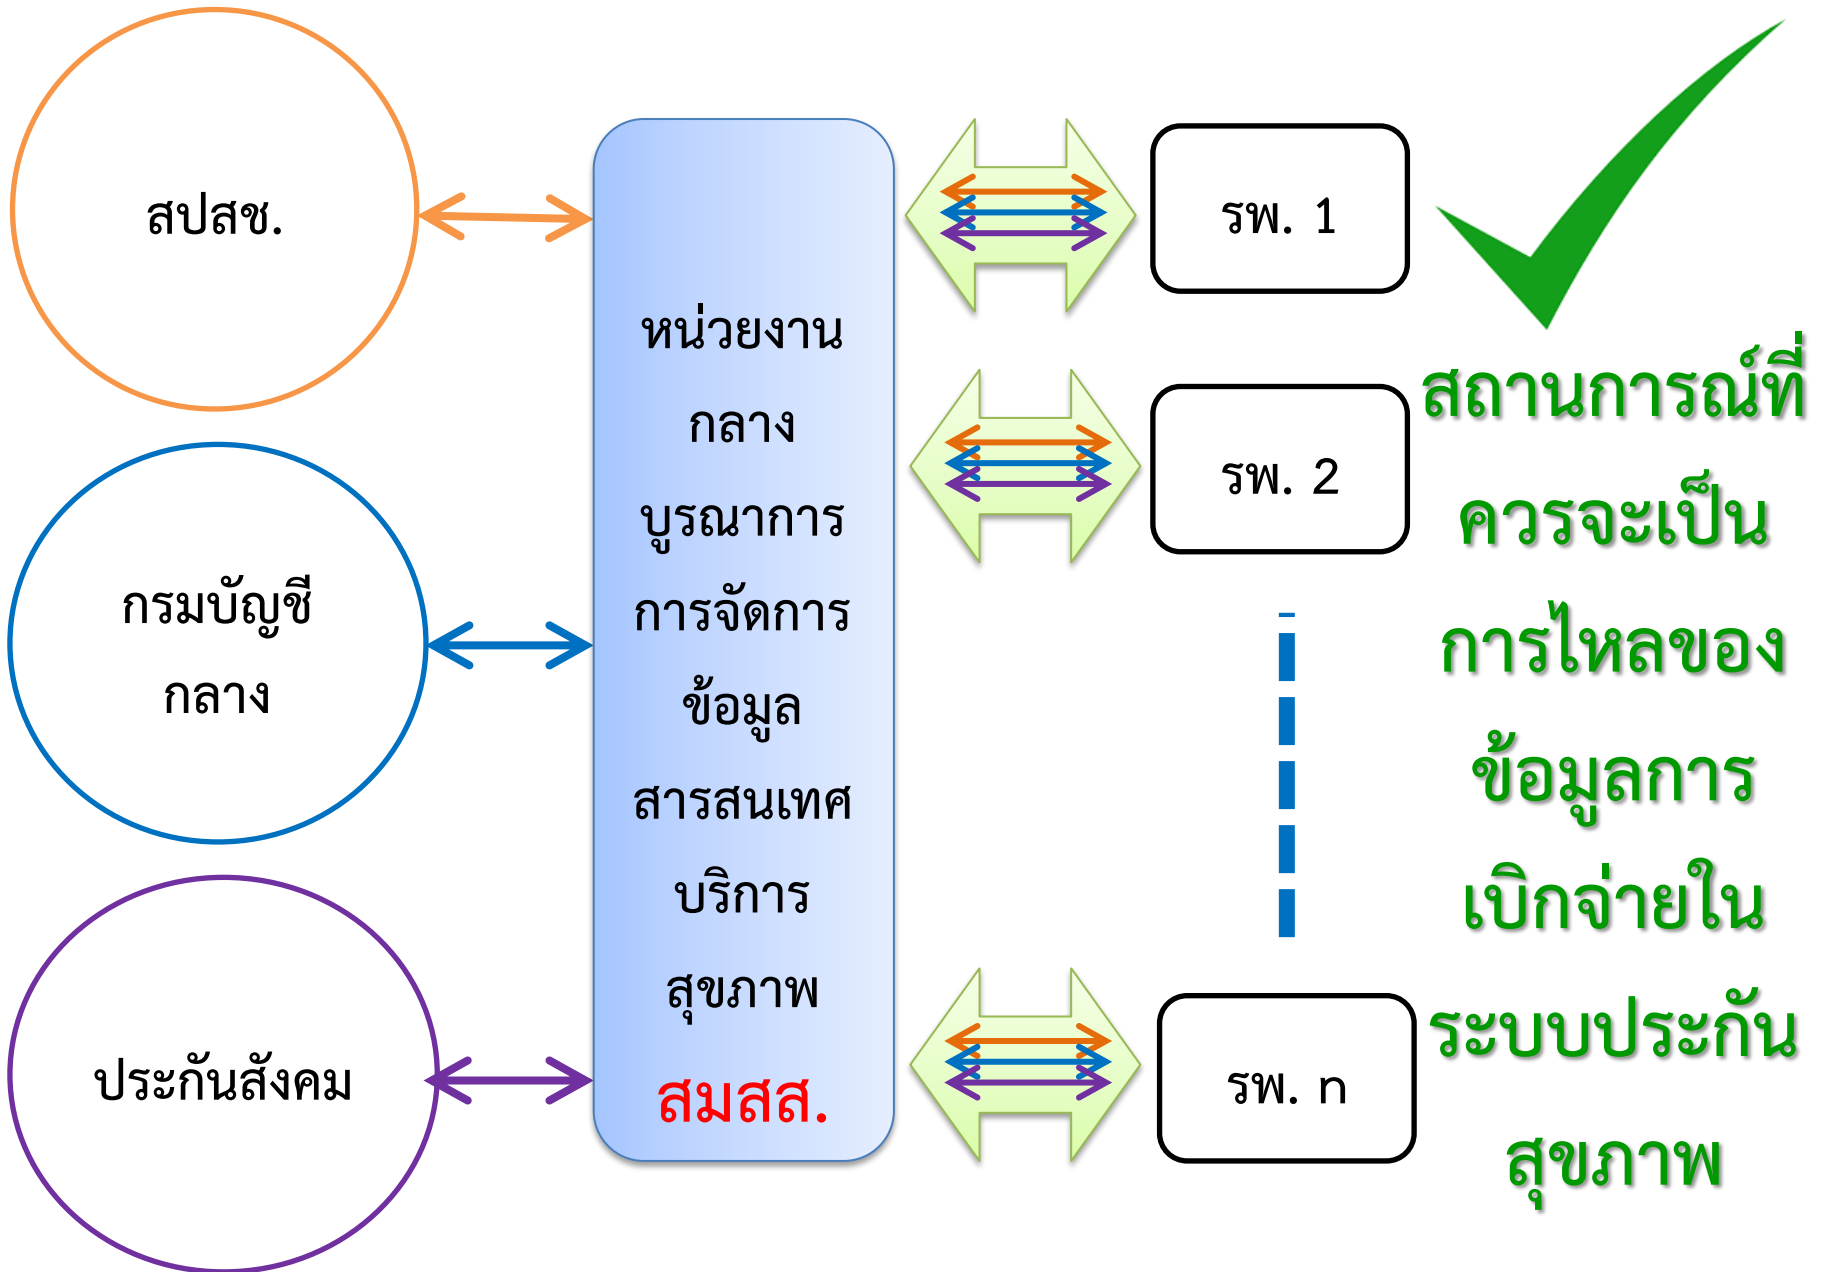 สปสช.
กรมบัญชี
กลาง
ประกันสังคม
หน่วยงาน
กลาง
บูรณาการ
การจัดการ
ข้อมูล
สารสนเทศ
บริการ
สุขภาพ
สมสส.
รพ. 1
รพ. 2
รพ. n
สถานการณ์ที่
ควรจะเป็น
การไหลของ
ข้อมูลการ
เบิกจ่ายใน
ระบบประกัน
สุขภาพ